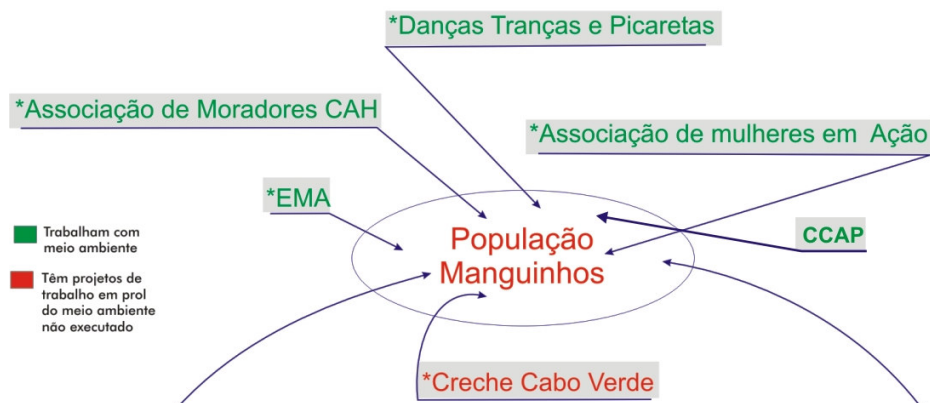 *Danças Tranças e Picaretas
*Associação de Moradores CAH
*Associação de mulheres em Ação
*EMA
CCAP
População
Manguinhos
Trabalham com
meio ambiente
Têm projetos de
trabalho em prol
do meio ambiente
não executado
*Creche Cabo Verde